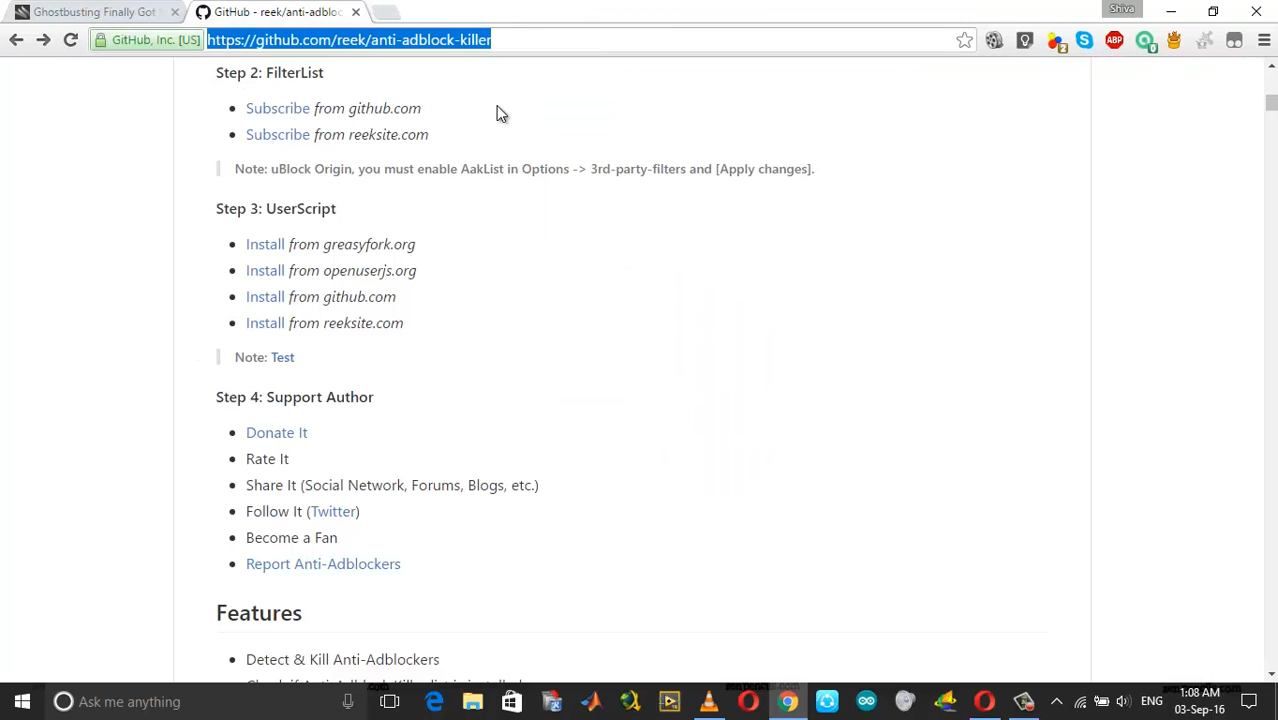 Ghostbusting Finally Got
GitHub - reek/anti-adbloc
Shiva
GitHub, Inc. [US]
https://github.com/reek/anti-adblock-killer
2
ABP
0
Step 2: FilterList
Subscribe from github.com
Subscribe from reeksite.com
Note: uBlock Origin, you must enable AakList in Options -> 3rd-party-filters and [Apply changes].
Step 3: UserScript
Install from greasyfork.org
Install from openuserjs.org
Install from github.com
Install from reeksite.com
Note: Test
Step 4: Support Author
Donate It
Rate It
Share It (Social Network, Forums, Blogs, etc.)
Follow It (Twitter)
Become a Fan
Report Anti-Adblockers
Features
Detect & Kill Anti-Adblockers
Ask me anything
ENG
1:08 AM
03-Sep-16